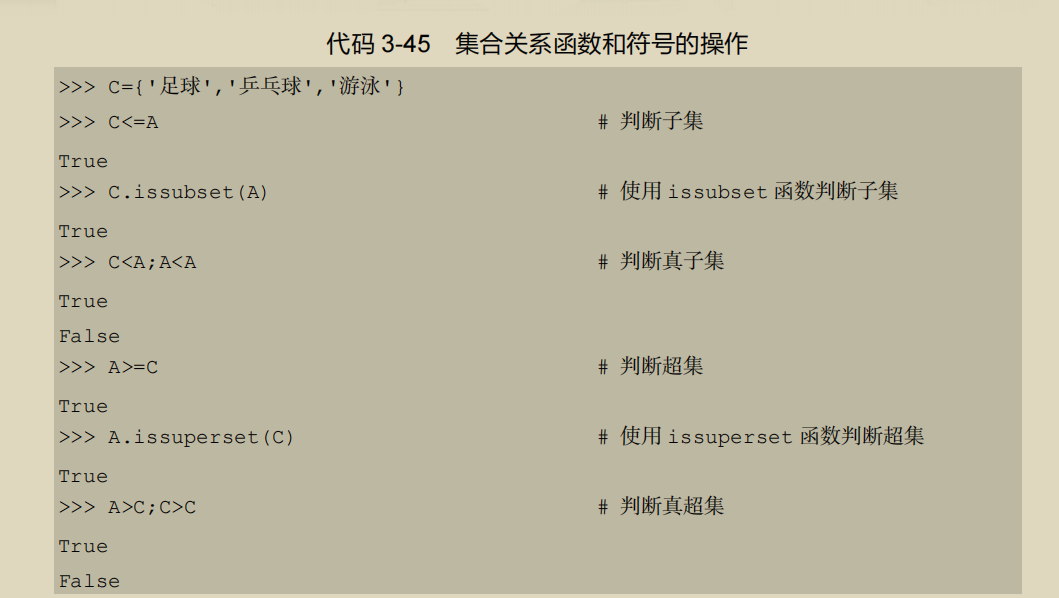 代码 3-45 集合关系函数和符号的操作
>>> C={'足球','乒乓球','游泳'}
>>> C<=A # 判断子集
True
>>> C.issubset(A) # 使用 issubset 函数判断子集
True
>>> C<A;A<A # 判断真子集
True
False
>>> A>=C # 判断超集
True
>>> A.issuperset(C) # 使用 issuperset 函数判断超集
True
>>> A>C;C>C # 判断真超集
True
False